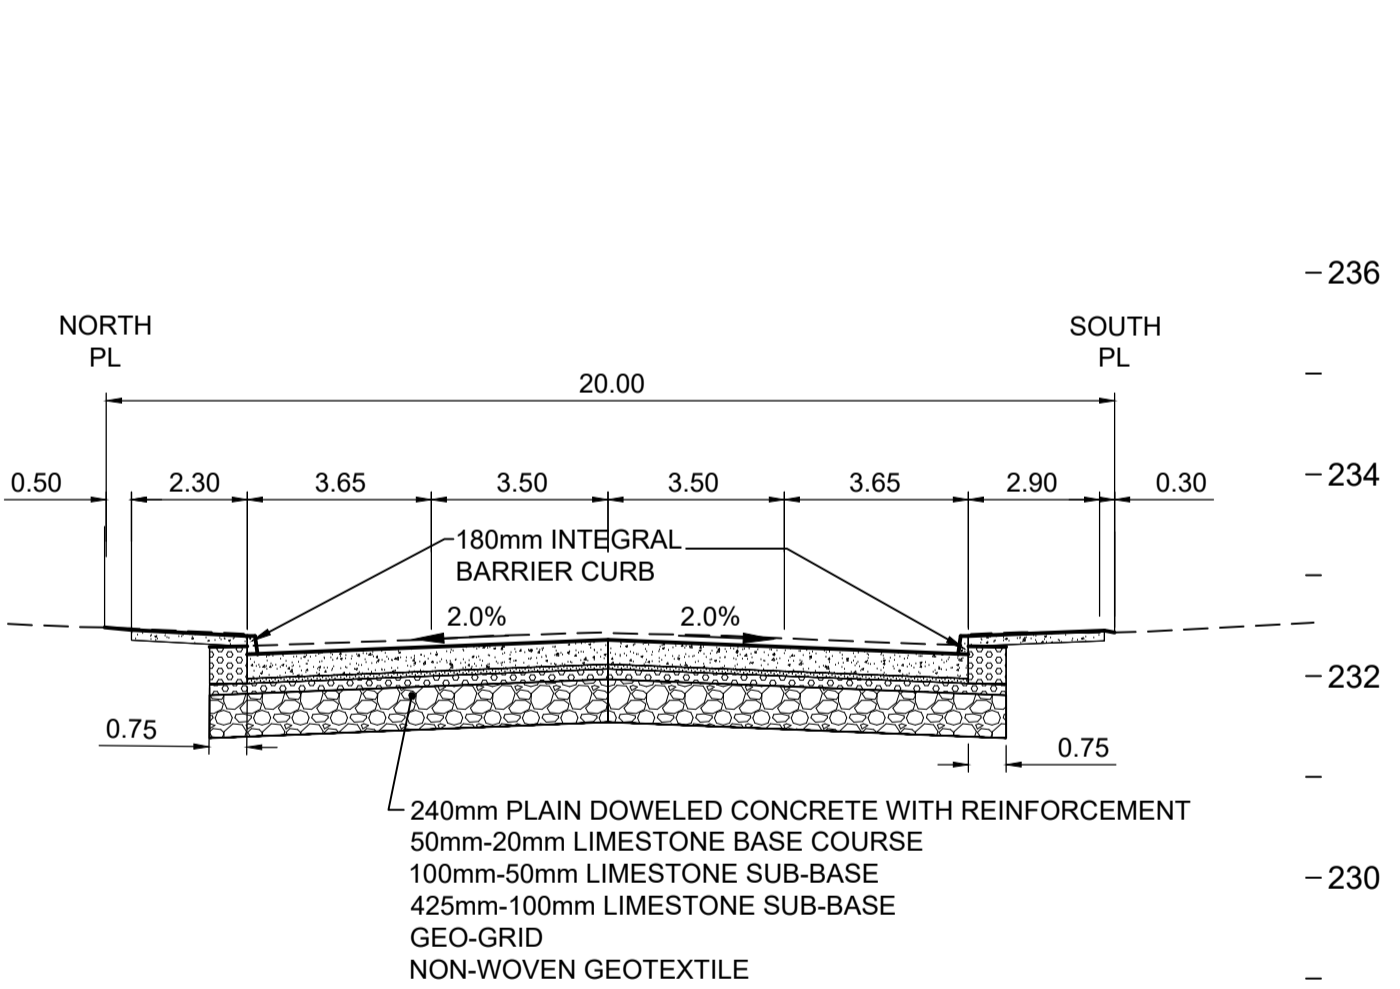 236
NORTH
PL
SOUTH
PL
20.00
0.50
2.30
3.65
3.50
3.50
3.65
2.90
0.30
234
180mm INTEGRAL
BARRIER CURB
2.0%
2.0%
232
0.75
0.75
240mm PLAIN DOWELED CONCRETE WITH REINFORCEMENT
50mm-20mm LIMESTONE BASE COURSE
100mm-50mm LIMESTONE SUB-BASE
230
425mm-100mm LIMESTONE SUB-BASE
GEO-GRID
NON-WOVEN GEOTEXTILE